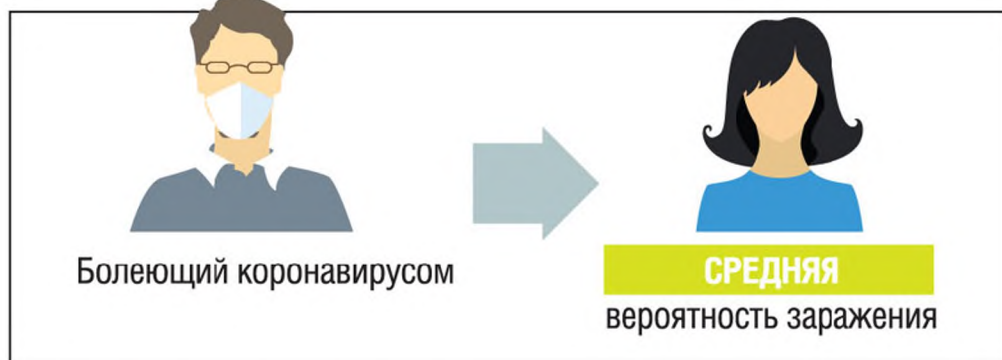 Болеющий коронавирусом
СРЕДНЯЯ
вероятность заражения